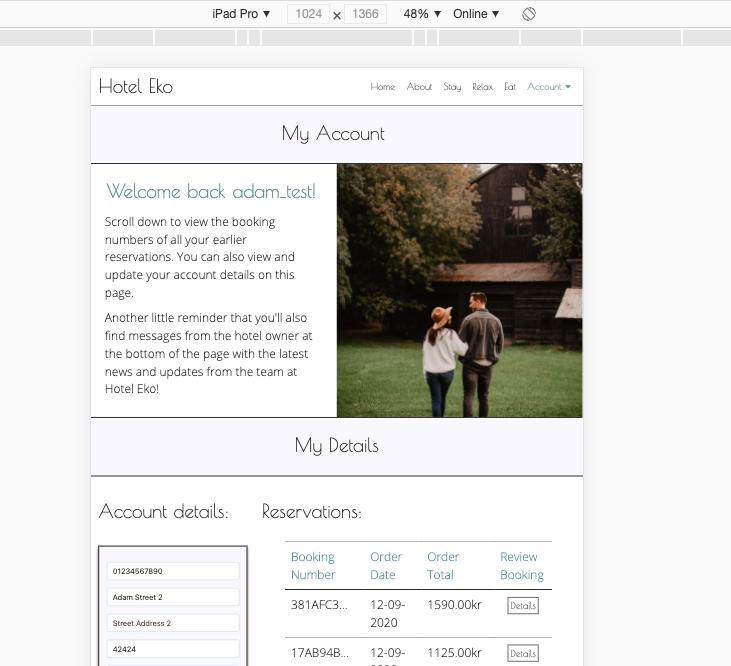 iPad Pro ▼ 1024 x 1366 48% ▼ Online ▼
Hotel Eko
Home About Stay Relax Eat Account
My Account
Welcome back adam_test!
Scroll down to view the booking
numbers of all your earlier
reservations. You can also view and
update your account details on this
page.
Another little reminder that you'll also
find messages from the hotel owner at
the bottom of the page with the latest
news and updates from the team at
Hotel Eko!
My Details
Account details:
01234567890
Adam Street 2
Street Address 2
42424
Reservations:
Booking Order Order Review
Number Date Total Booking
381AFC3... 12-09- 1590.00kr Details
2020
17AB94B... 12-09- 1125.00kr Details